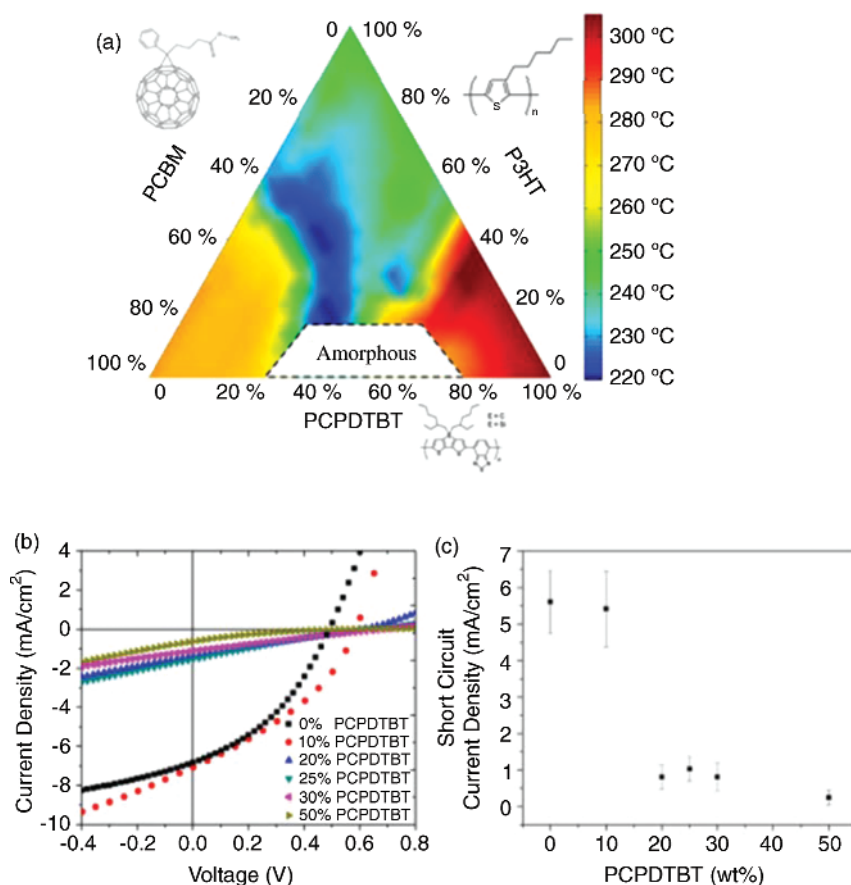 (a)
0
100 %
20 %
80 %
40 %
60 %
60 %
40 %
80 %
20 %
100 %
0
PCBM
P3HT
S
n
Amorphous
0
20 %
40 %
60 %
80 %
100 %
PCPDTBT
300 °C
290 °C
280 °C
270 °C
260 °C
250 °C
240 °C
230 °C
220 °C
(b)
Current Density (mA/cm²)
4
2
0
-2
-4
-6
-8
-10
0% PCPDTBT
10% PCPDTBT
20% PCPDTBT
25% PCPDTBT
30% PCPDTBT
50% PCPDTBT
-0.4
-0.2
0.0
0.2
0.4
0.6
0.8
Voltage (V)
(c)
Short Circuit
Current Density (mA/cm²)
7
6
5
4
3
2
1
0
0
10
20
30
40
50
PCPDTBT (wt%)